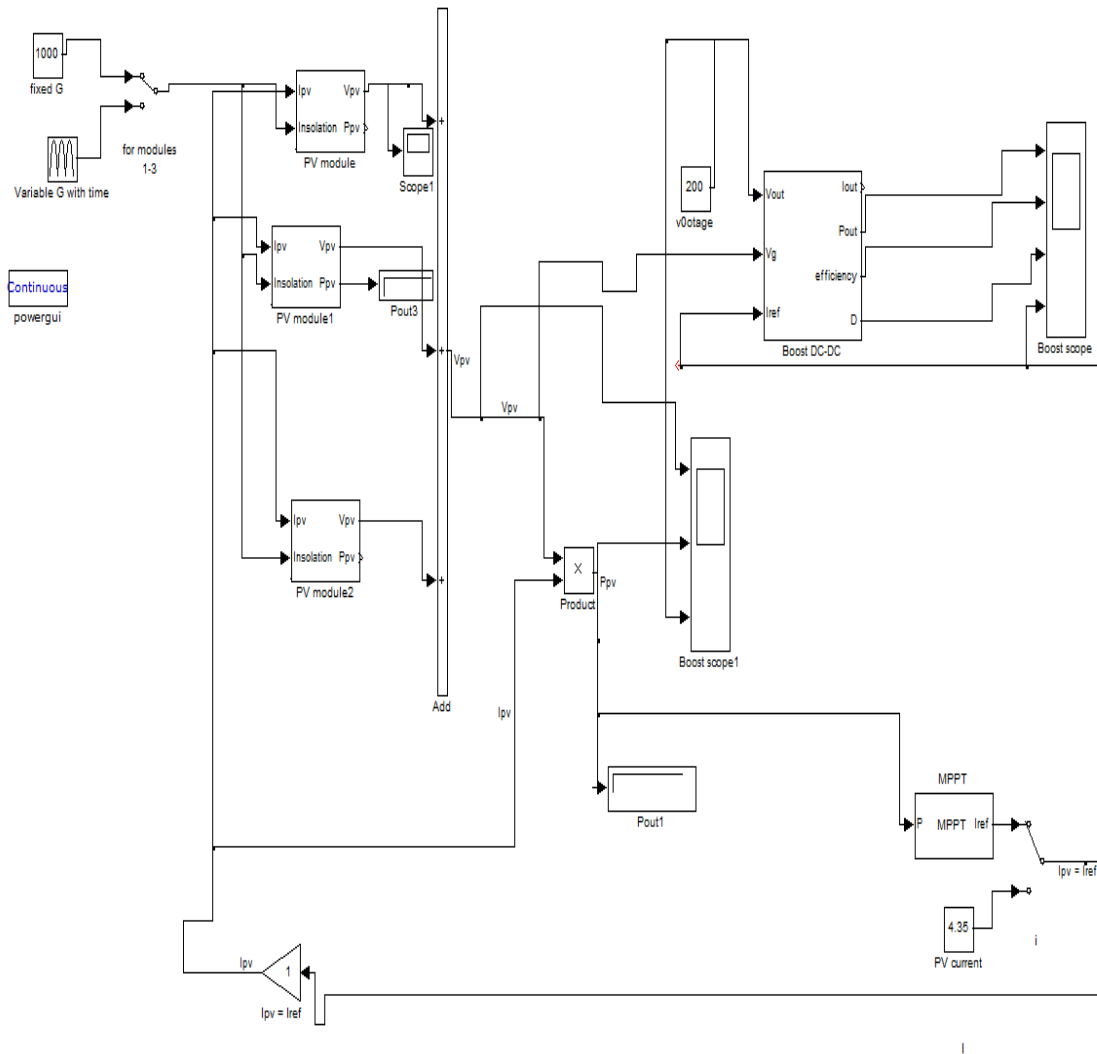 1000
fixed G
Variable G with time
for modules
1-3
Continuous
powergui
Ipv
Vpv
Insolation
Ppv
PV module
Scope1
Ipv
Vpv
Insolation
Ppv
PV module1
Pout3
Ipv
Vpv
Insolation
Ppv
PV module2
+
+
+
Add
Vpv
Vpv
200
v0otage
Vout
Iout
Pout
Vg
efficiency
Iref
D
Boost DC-DC
Boost scope
X
Product
Ppv
Boost scope1
Ipv
Pout1
MPPT
P
MPPT
Iref
Ipv = Iref
4.35
PV current
i
Ipv
1
Ipv = Iref
I